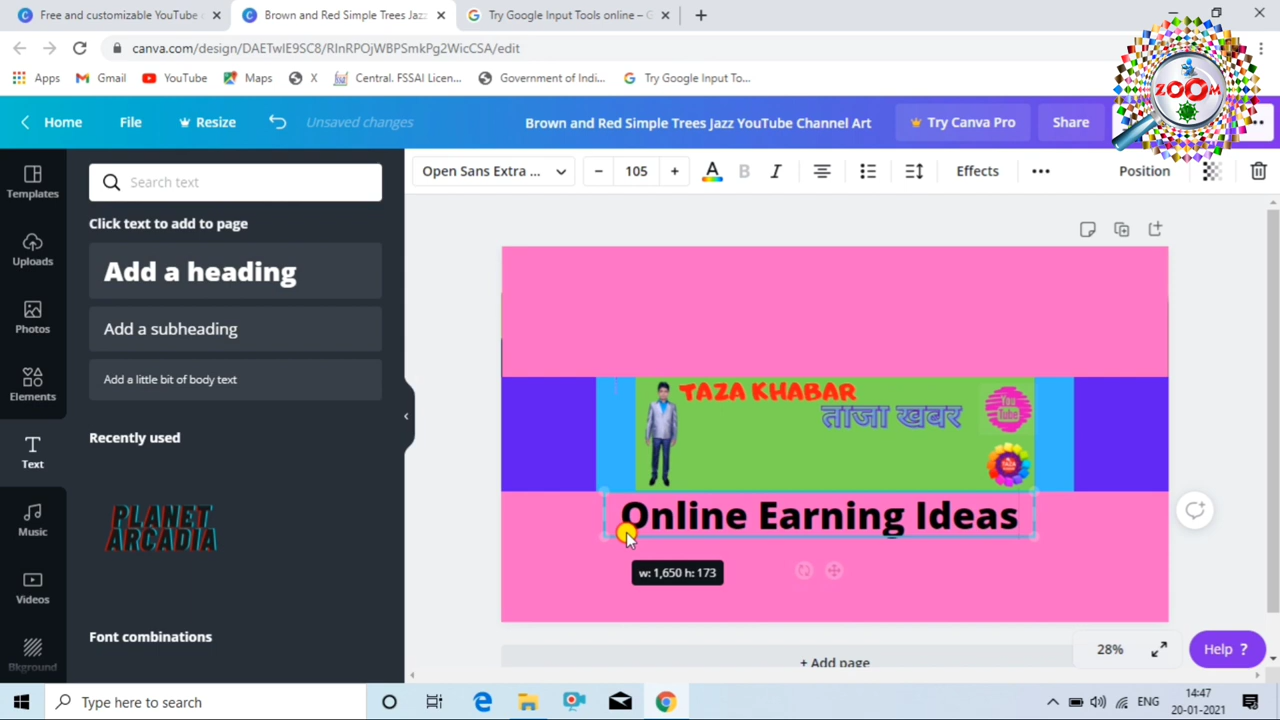 Free and customizable YouTube c
Brown and Red Simple Trees Jazz
Try Google Input Tools online – G
canva.com/design/DAETwIE9SC8/RInRPOjWBPSmkPg2WicCSA/edit
Apps
Gmail
YouTube
Maps
X
Central. FSSAI Licen...
Government of Indi...
Try Google Input To...
ZOOM
Home
File
Resize
Unsaved changes
Brown and Red Simple Trees Jazz YouTube Channel Art
Try Canva Pro
Share
Templates
Uploads
Photos
Elements
Text
Music
Videos
Bkground
Search text
Click text to add to page
Add a heading
Add a subheading
Add a little bit of body text
Recently used
PLANET
ARCADIA
Font combinations
Open Sans Extra ...
– 105 +
A B I
Effects
Position
TAZA KHABAR
ताजा खबर
You
Tube
Online Earning Ideas
w: 1,650 h: 173
+ Add page
28%
Help ?
Type here to search
ENG
14:47
20-01-2021